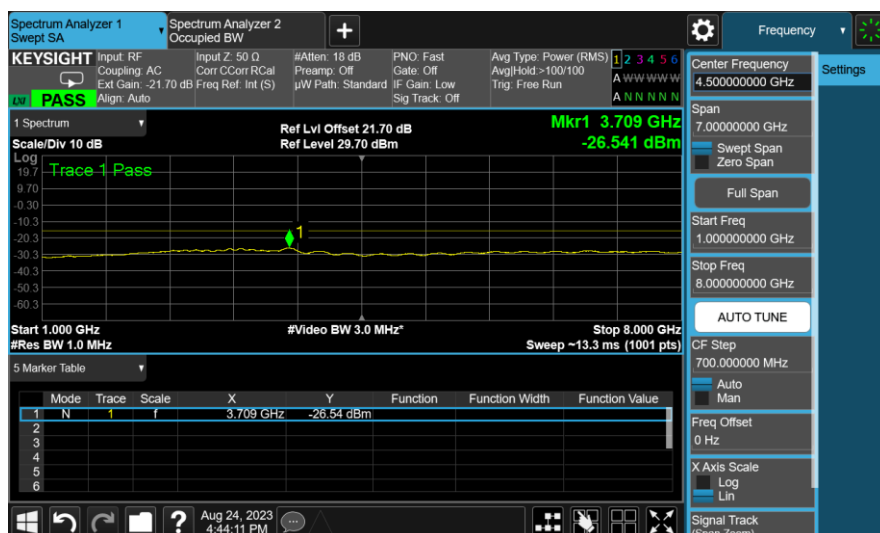 Spectrum Analyzer 1
Swept SA
Spectrum Analyzer 2
Occupied BW
+
Frequency
KEYSIGHT
Input: RF
Coupling: AC
Ext Gain: -21.70 dB
Align: Auto
LXI PASS
Input Z: 50 Ω
Corr CCorr RCal
Freq Ref: Int (S)
#Atten: 18 dB
Preamp: Off
µW Path: Standard
PNO: Fast
Gate: Off
IF Gain: Low
Sig Track: Off
Avg Type: Power (RMS)
Avg|Hold:>100/100
Trig: Free Run
1 2 3 4 5 6
A W W W W W
A N N N N N
1 Spectrum
Scale/Div 10 dB
Ref Lvl Offset 21.70 dB
Ref Level 29.70 dBm
Mkr1 3.709 GHz
-26.541 dBm
Log
Trace 1 Pass
19.7
9.70
-0.30
-10.3
-20.3
-30.3
-40.3
-50.3
-60.3
1
Start 1.000 GHz
#Video BW 3.0 MHz*
Stop 8.000 GHz
#Res BW 1.0 MHz
Sweep ~13.3 ms (1001 pts)
5 Marker Table
Mode Trace Scale X Y Function Function Width Function Value
1 N 1 f 3.709 GHz -26.54 dBm
2
3
4
5
6
?
Aug 24, 2023
4:44:11 PM
Center Frequency
4.500000000 GHz
Settings
Span
7.00000000 GHz
Swept Span
Zero Span
Full Span
Start Freq
1.000000000 GHz
Stop Freq
8.000000000 GHz
AUTO TUNE
CF Step
700.000000 MHz
Auto
Man
Freq Offset
0 Hz
X Axis Scale
Log
Lin
Signal Track
(Span Zoom)